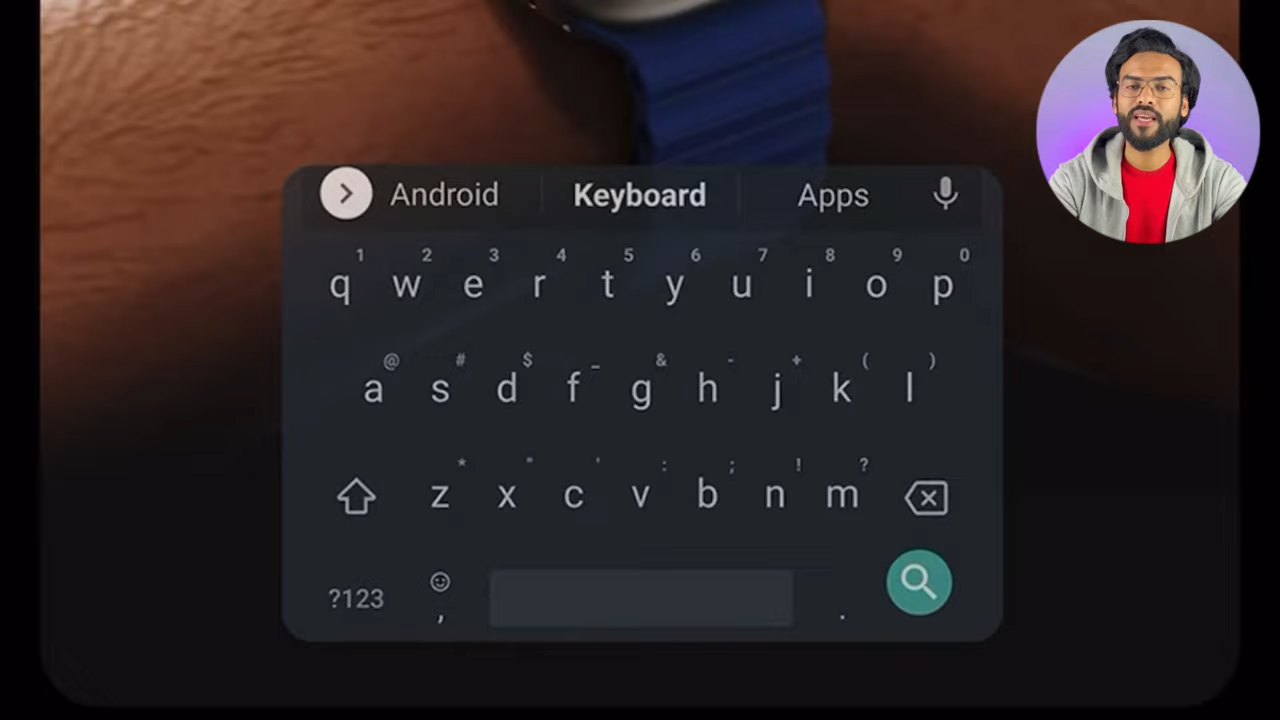 Android Keyboard Apps
1 2 3 4 5 6 7 8 9 0
q w e r t y u i o p
@ # $ _ & - + ( )
a s d f g h j k l
* " ' : ; ! ?
z x c v b n m
?123 , .